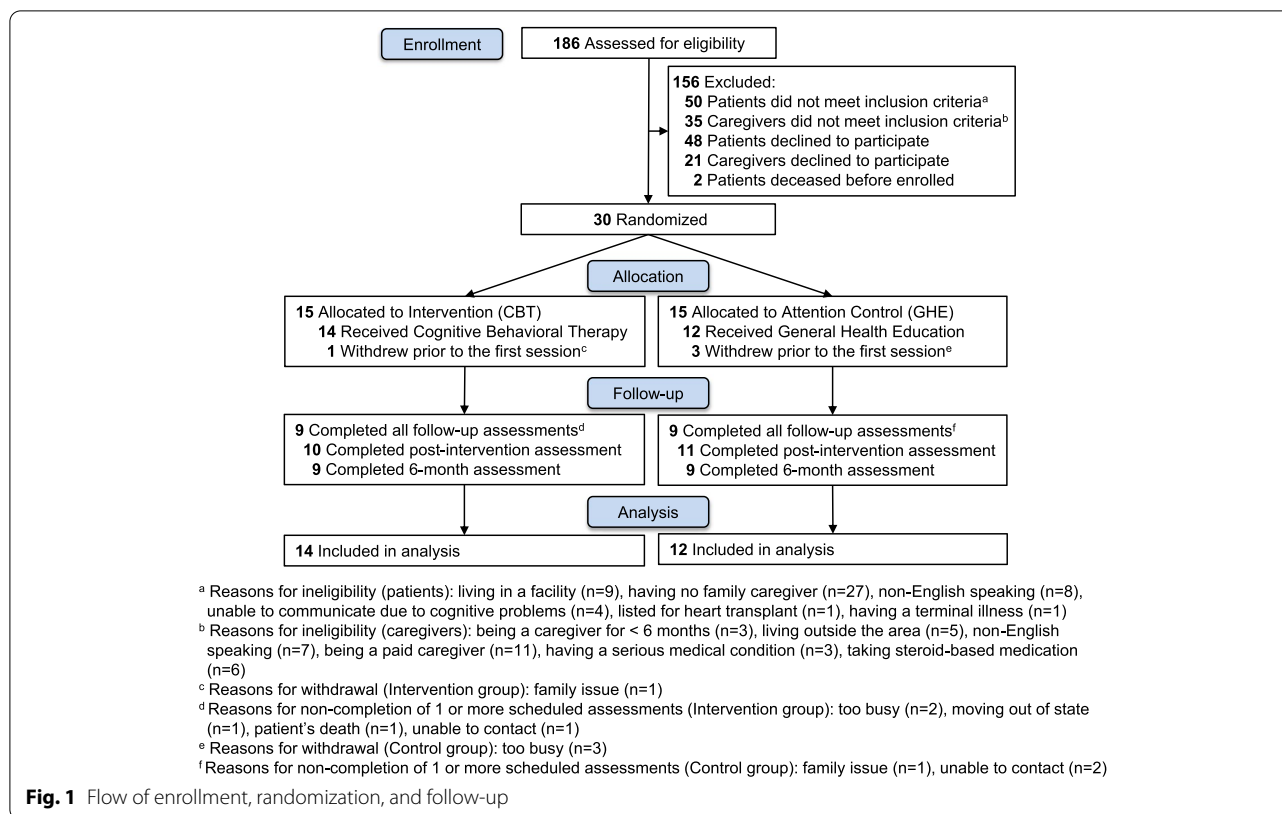 Enrollment
186 Assessed for eligibility
156 Excluded:
50 Patients did not meet inclusion criteriaᵃ
35 Caregivers did not meet inclusion criteriaᵇ
48 Patients declined to participate
21 Caregivers declined to participate
2 Patients deceased before enrolled
30 Randomized
Allocation
15 Allocated to Intervention (CBT)
14 Received Cognitive Behavioral Therapy
1 Withdrew prior to the first sessionᶜ
15 Allocated to Attention Control (GHE)
12 Received General Health Education
3 Withdrew prior to the first sessionᵉ
Follow-up
9 Completed all follow-up assessmentsᵈ
10 Completed post-intervention assessment
9 Completed 6-month assessment
9 Completed all follow-up assessmentsᶠ
11 Completed post-intervention assessment
9 Completed 6-month assessment
Analysis
14 Included in analysis
12 Included in analysis
ᵃ Reasons for ineligibility (patients): living in a facility (n=9), having no family caregiver (n=27), non-English speaking (n=8),
unable to communicate due to cognitive problems (n=4), listed for heart transplant (n=1), having a terminal illness (n=1)
ᵇ Reasons for ineligibility (caregivers): being a caregiver for < 6 months (n=3), living outside the area (n=5), non-English
speaking (n=7), being a paid caregiver (n=11), having a serious medical condition (n=3), taking steroid-based medication
(n=6)
ᶜ Reasons for withdrawal (Intervention group): family issue (n=1)
ᵈ Reasons for non-completion of 1 or more scheduled assessments (Intervention group): too busy (n=2), moving out of state
(n=1), patient's death (n=1), unable to contact (n=1)
ᵉ Reasons for withdrawal (Control group): too busy (n=3)
ᶠ Reasons for non-completion of 1 or more scheduled assessments (Control group): family issue (n=1), unable to contact (n=2)
Fig. 1 Flow of enrollment, randomization, and follow-up